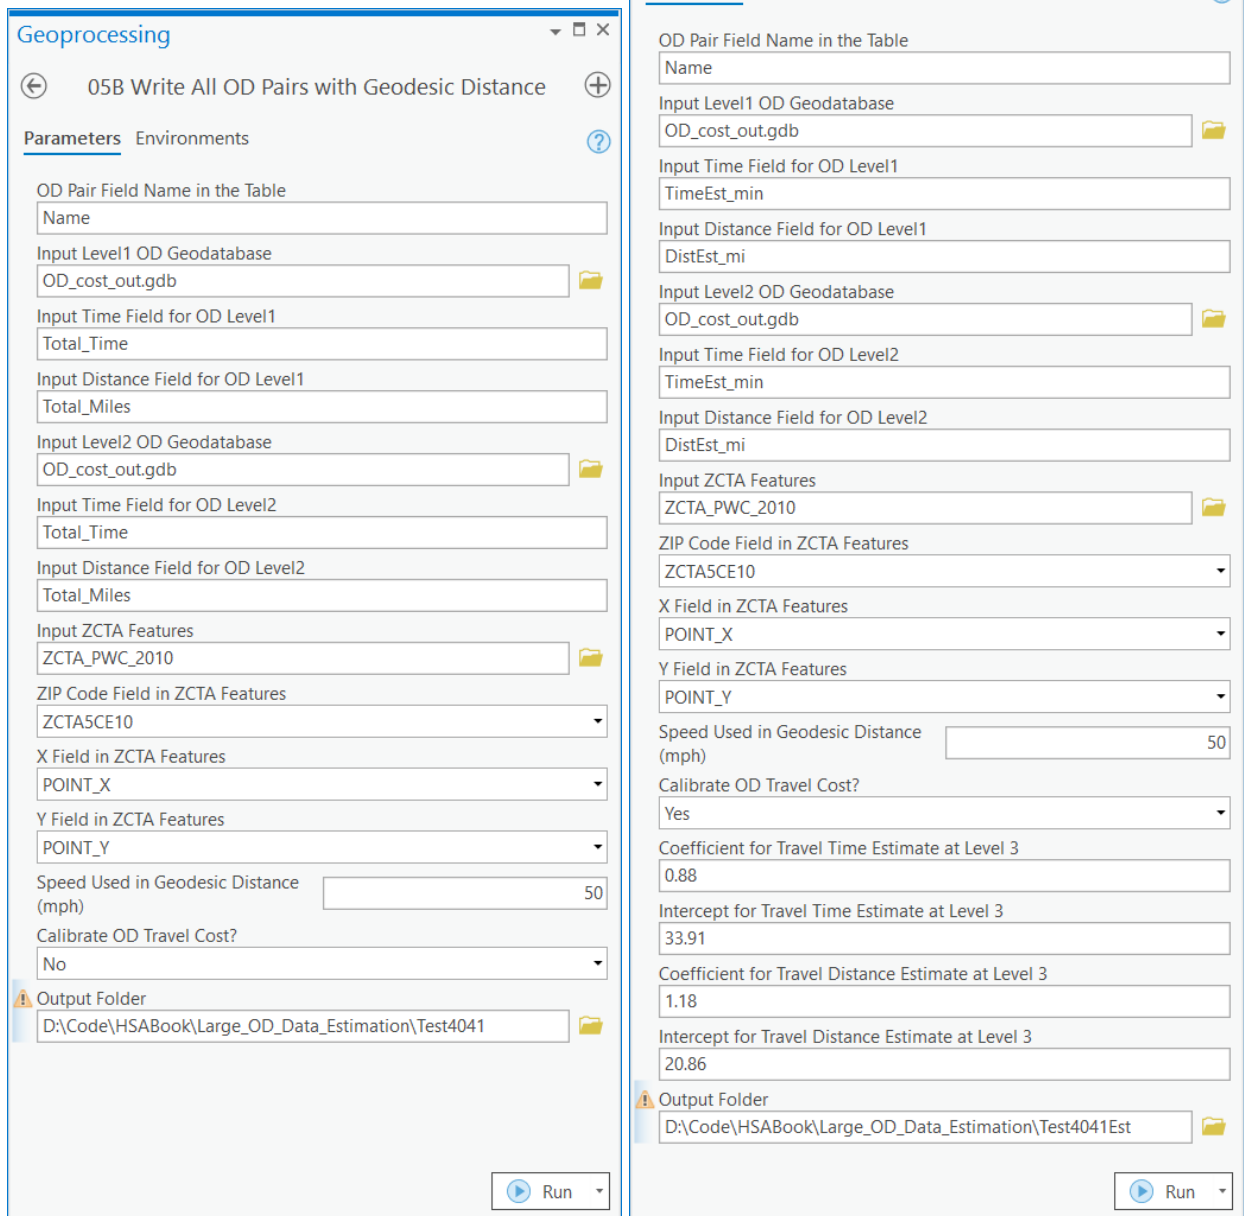 Geoprocessing
05B Write All OD Pairs with Geodesic Distance
Parameters Environments
OD Pair Field Name in the Table
Name
Input Level1 OD Geodatabase
OD_cost_out.gdb
Input Time Field for OD Level1
Total_Time
Input Distance Field for OD Level1
Total_Miles
Input Level2 OD Geodatabase
OD_cost_out.gdb
Input Time Field for OD Level2
Total_Time
Input Distance Field for OD Level2
Total_Miles
Input ZCTA Features
ZCTA_PWC_2010
ZIP Code Field in ZCTA Features
ZCTA5CE10
X Field in ZCTA Features
POINT_X
Y Field in ZCTA Features
POINT_Y
Speed Used in Geodesic Distance
(mph)
50
Calibrate OD Travel Cost?
No
Output Folder
D:\Code\HSABook\Large_OD_Data_Estimation\Test4041
Run
OD Pair Field Name in the Table
Name
Input Level1 OD Geodatabase
OD_cost_out.gdb
Input Time Field for OD Level1
TimeEst_min
Input Distance Field for OD Level1
DistEst_mi
Input Level2 OD Geodatabase
OD_cost_out.gdb
Input Time Field for OD Level2
TimeEst_min
Input Distance Field for OD Level2
DistEst_mi
Input ZCTA Features
ZCTA_PWC_2010
ZIP Code Field in ZCTA Features
ZCTA5CE10
X Field in ZCTA Features
POINT_X
Y Field in ZCTA Features
POINT_Y
Speed Used in Geodesic Distance
(mph)
50
Calibrate OD Travel Cost?
Yes
Coefficient for Travel Time Estimate at Level 3
0.88
Intercept for Travel Time Estimate at Level 3
33.91
Coefficient for Travel Distance Estimate at Level 3
1.18
Intercept for Travel Distance Estimate at Level 3
20.86
Output Folder
D:\Code\HSABook\Large_OD_Data_Estimation\Test4041Est
Run